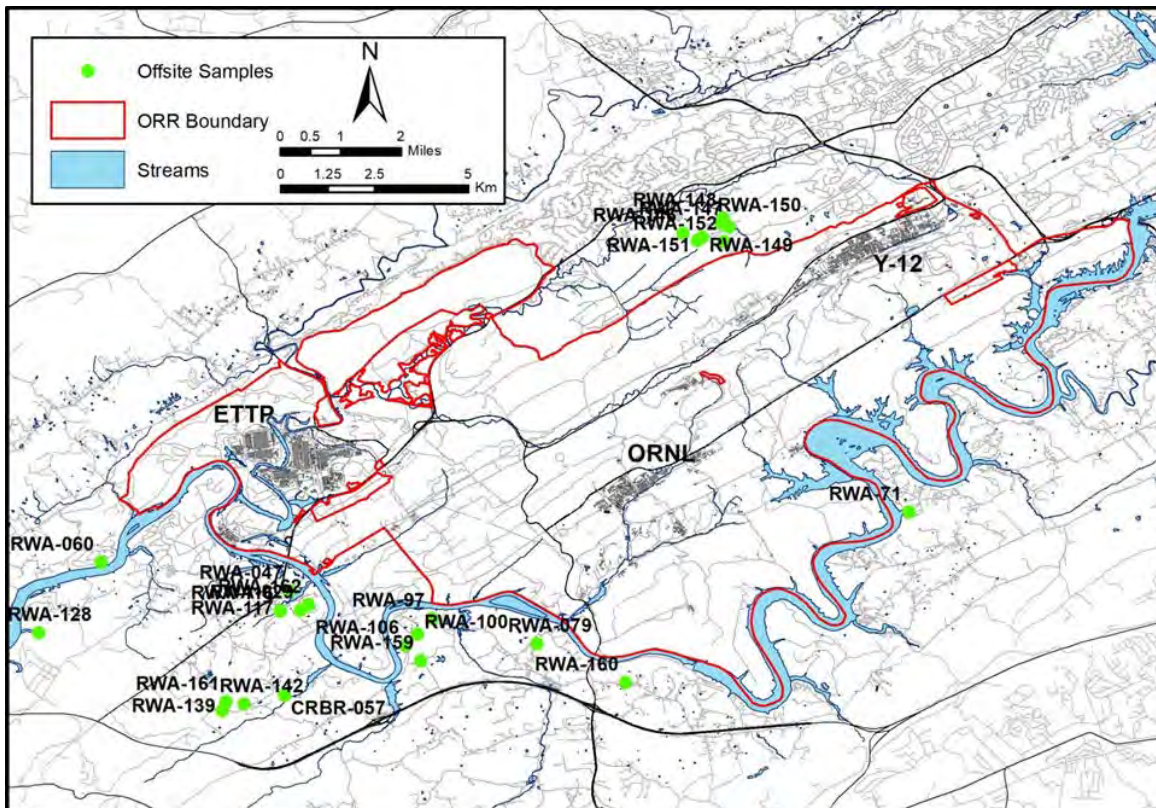 Offsite Samples
N
ORR Boundary
0 0.5 1 2
Miles
0 1.25 2.5 5
Km
Streams
RWA-148
RWA-150
RWA-152
RWA-151
RWA-149
Y-12
ETTP
ORNL
RWA-71
RWA-060
RWA-047
RWA-117
RWA-97
RWA-128
RWA-106
RWA-100
RWA-079
RWA-159
RWA-160
RWA-161
RWA-142
RWA-139
CRBR-057